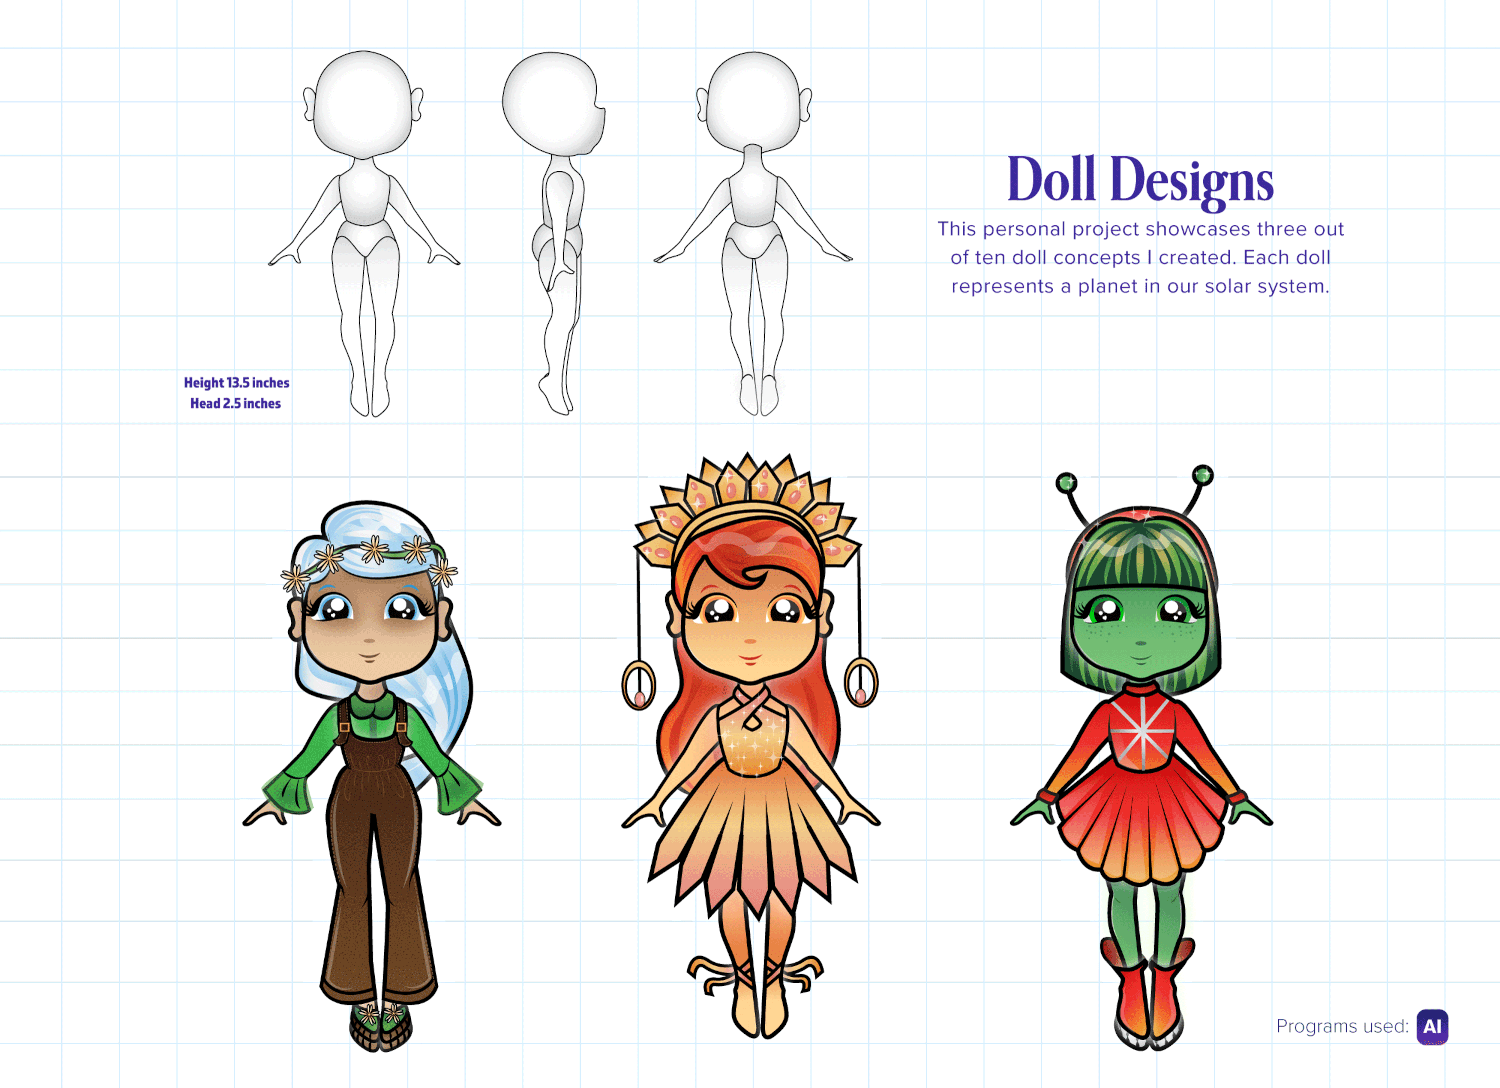 Doll Designs
This personal project showcases three out
of ten doll concepts I created. Each doll
represents a planet in our solar system.
Height 13.5 inches
Head 2.5 inches
Programs used: AI